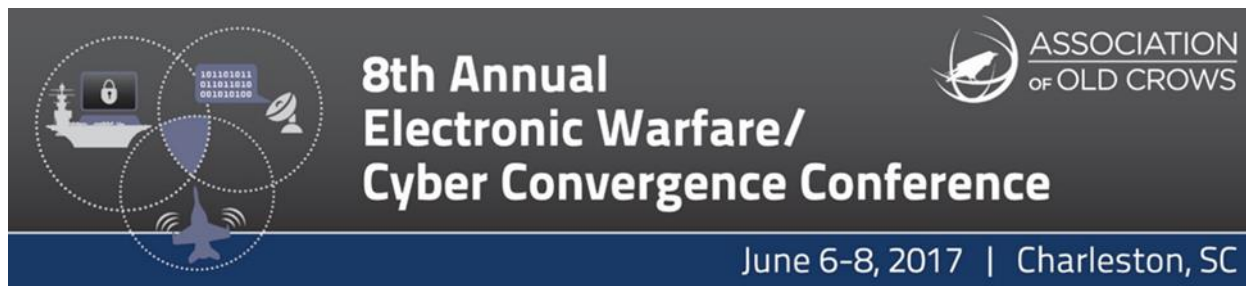 101101011
011011010
001010100
8th Annual
Electronic Warfare/
Cyber Convergence Conference
ASSOCIATION
OF OLD CROWS
June 6-8, 2017 | Charleston, SC